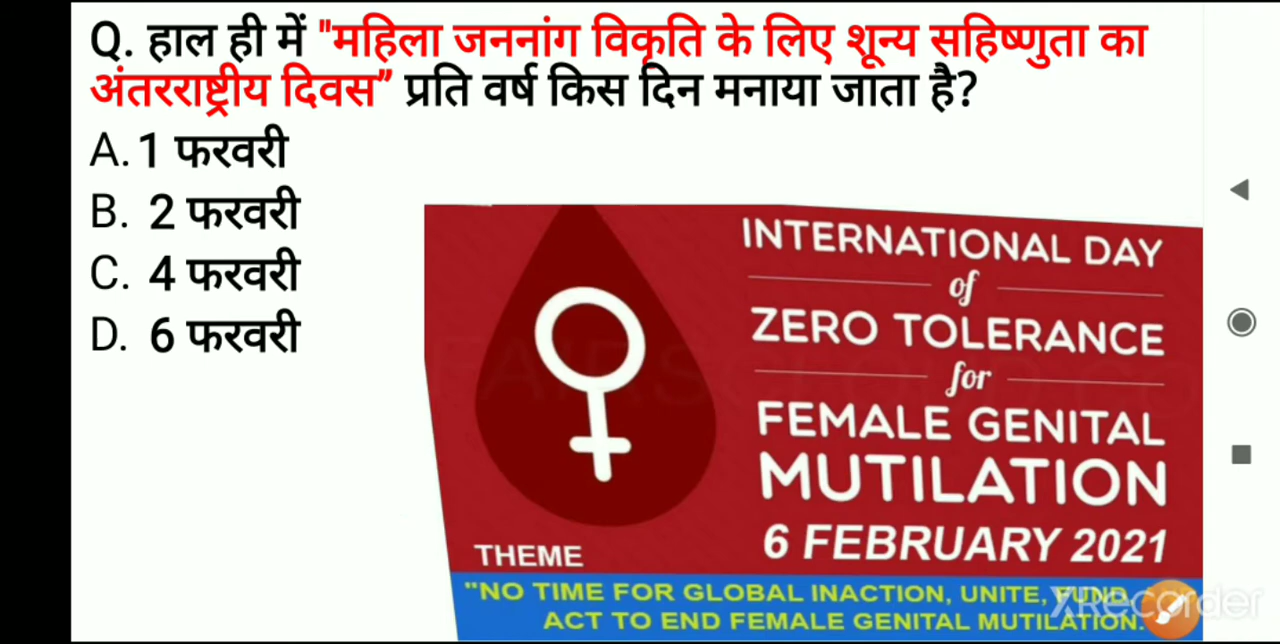 Q. हाल ही में "महिला जननांग विकृति के लिए शून्य सहिष्णुता का
अंतरराष्ट्रीय दिवस” प्रति वर्ष किस दिन मनाया जाता है?
A. 1 फरवरी
B. 2 फरवरी
C. 4 फरवरी
D. 6 फरवरी
INTERNATIONAL DAY
of
ZERO TOLERANCE
for
FEMALE GENITAL
MUTILATION
6 FEBRUARY 2021
THEME
"NO TIME FOR GLOBAL INACTION, UNITE, FUND,
ACT TO END FEMALE GENITAL MUTILATION.
XRecorder